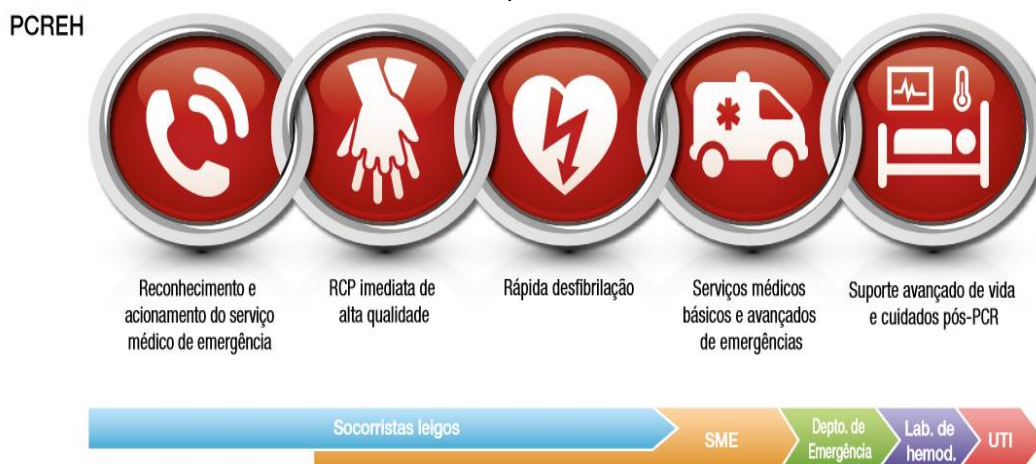 PCREH
Reconhecimento e
acionamento do serviço
médico de emergência
RCP imediata de
alta qualidade
Rápida desfibrilação
Serviços médicos
básicos e avançados
de emergências
Suporte avançado de vida
e cuidados pós-PCR
Socorristas leigos
SME
Depto. de
Emergência
Lab. de
hemod.
UTI